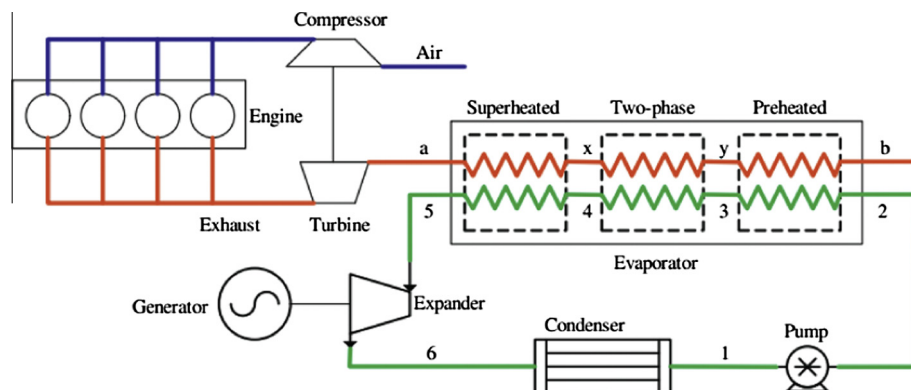 Compressor
Air
Engine
Superheated
Two-phase
Preheated
a
x
y
b
5
4
3
2
Exhaust
Turbine
Evaporator
Generator
Expander
Condenser
Pump
6
1